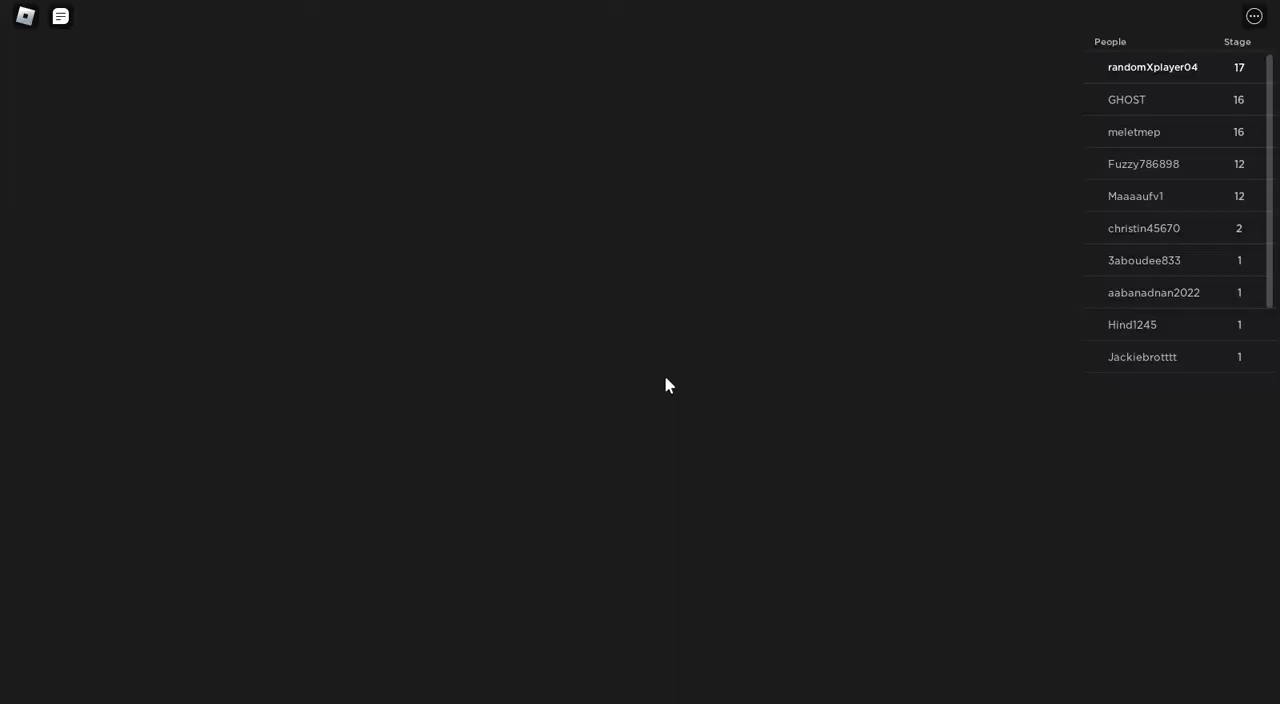 People Stage
randomXplayer04 17
GHOST 16
meletmep 16
Fuzzy786898 12
Maaaaufv1 12
christin45670 2
3aboudee833 1
aabanadnan2022 1
Hind1245 1
Jackiebrotttt 1